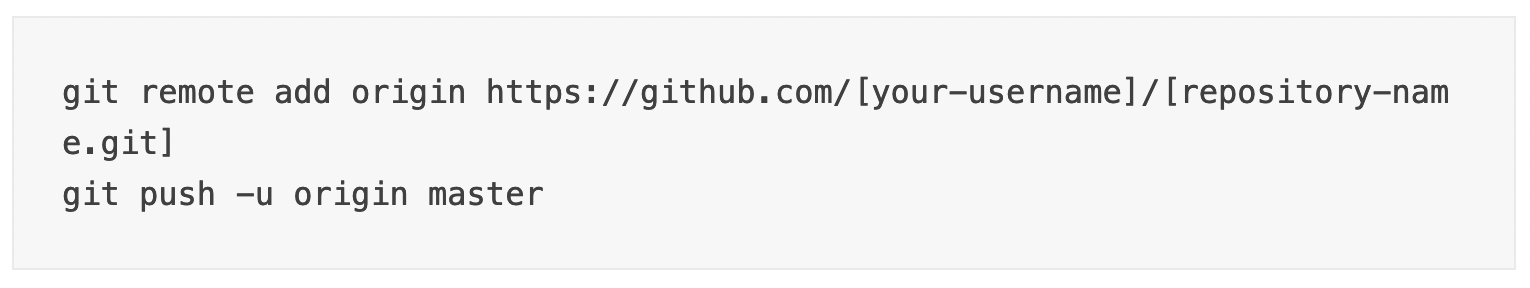 git remote add origin https://github.com/[your-username]/[repository-nam
e.git]
git push -u origin master